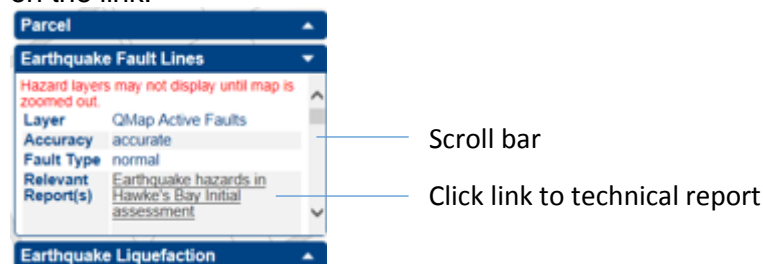 on the link.
Parcel
Earthquake Fault Lines
Hazard layers may not display until map is
zoomed out.
Layer QMap Active Faults
Accuracy accurate
Fault Type normal
Relevant Earthquake hazards in
Report(s) Hawke's Bay Initial
assessment
Scroll bar
Click link to technical report
Earthquake Liquefaction